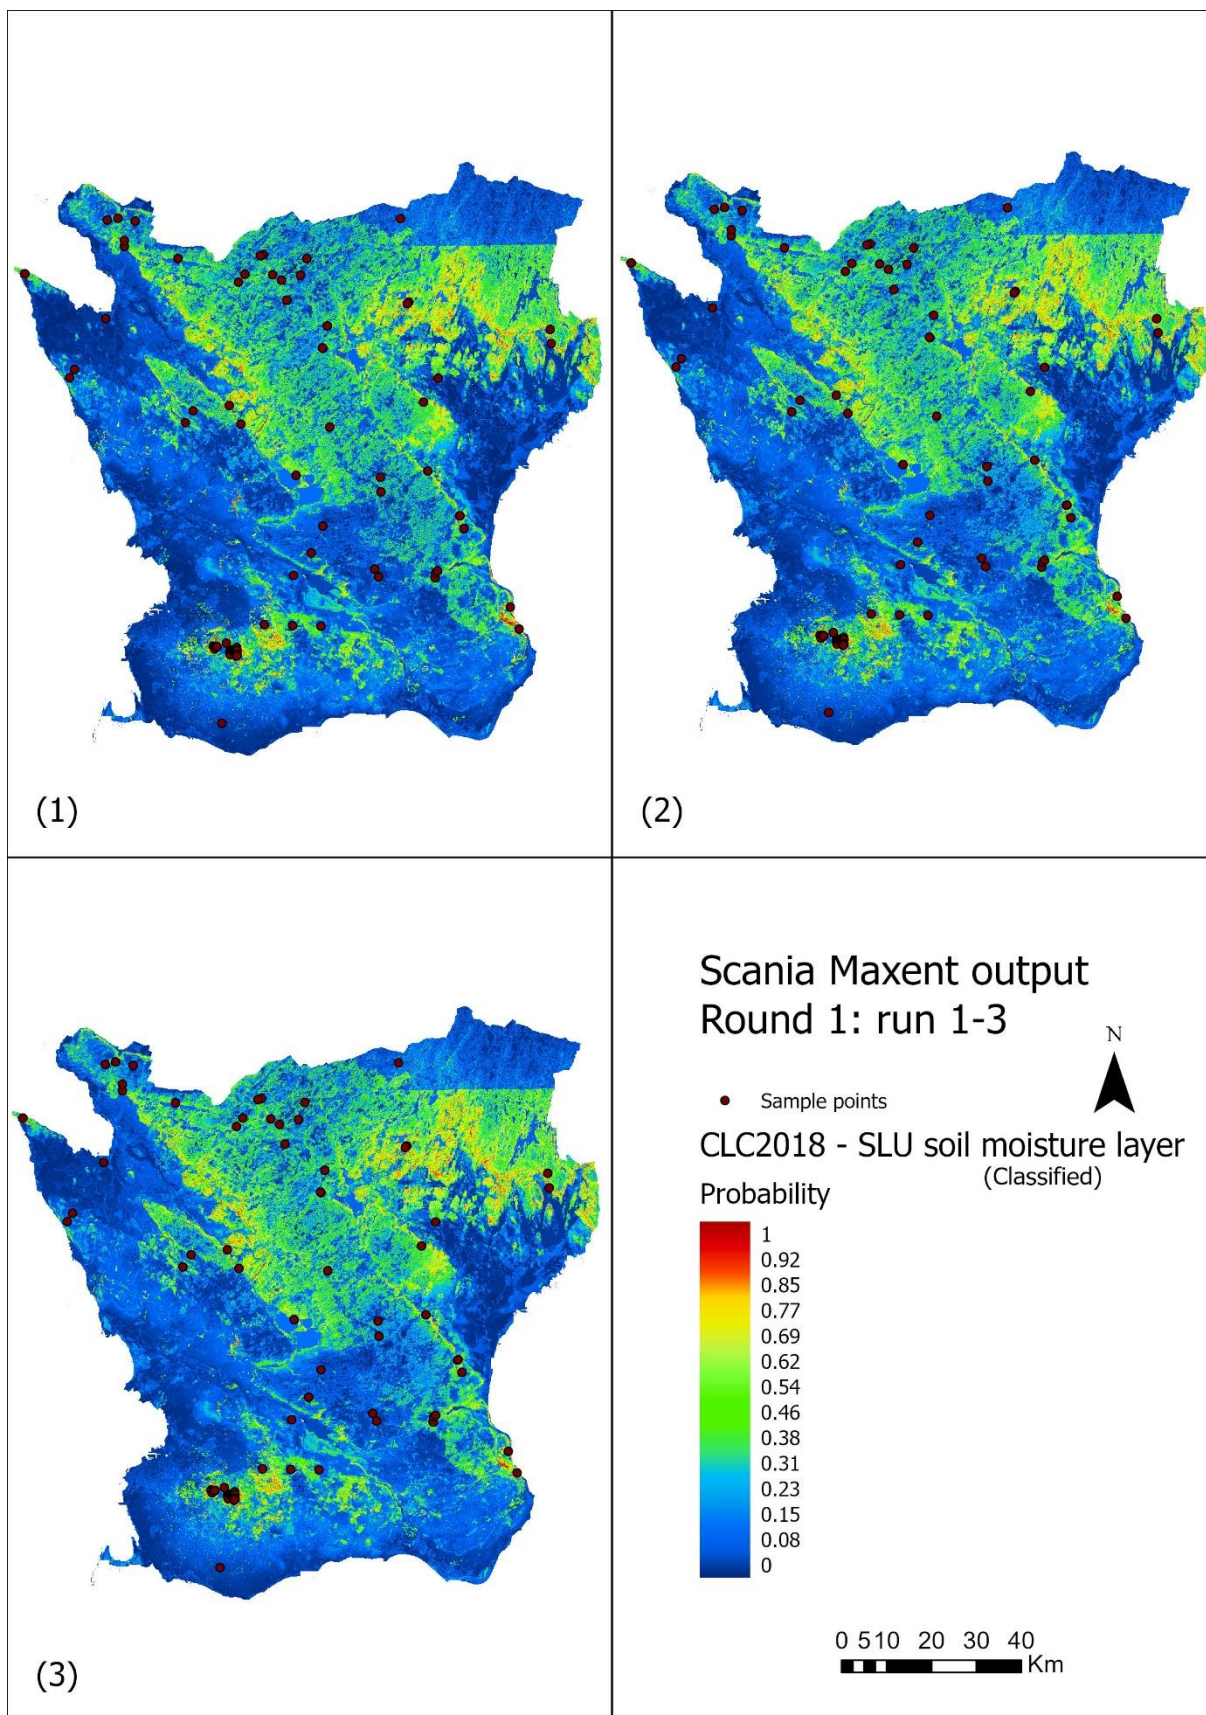 (1)
(2)
(3)
Scania Maxent output
Round 1: run 1-3
N
Sample points
CLC2018 - SLU soil moisture layer
(Classified)
Probability
1
0.92
0.85
0.77
0.69
0.62
0.54
0.46
0.38
0.31
0.23
0.15
0.08
0
0 5 10 20 30 40
Km